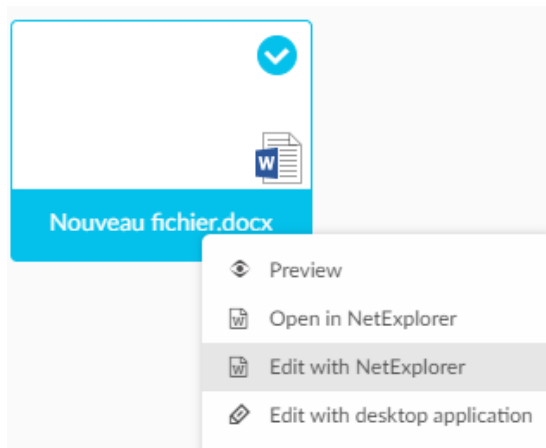 W
Nouveau fichier.docx
Preview
W
Open in NetExplorer
W
Edit with NetExplorer
Edit with desktop application